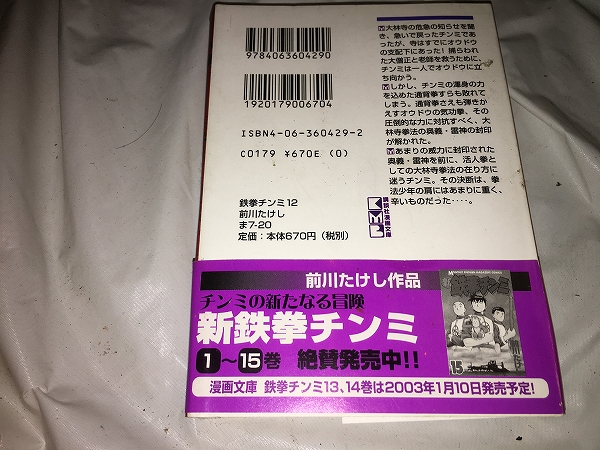 9784063604290
1920179006704
ISBN4-06-360429-2
C0179 ¥670E (0)
鉄拳チンミ12
前川たけし
ま7-20
定価:本体670円(税別)
大林寺の危急の知らせを聞
き、急いで戻ったチンミで
あったが、寺はすでにオウドウ
の支配下にあった!捕らわれ
た大僧正と老師を救うために、
チンミは一人でオウドウに立
ち向かう。
しかし、チンミの渾身の力
を込めた通背拳すらも敗れて
しまう。通背拳さえも弾きか
えすオウドウの気功拳、その
圧倒的な力に対抗すべく、大
林寺拳法の奥義・雷神の封印
が解かれた。
あまりの威力に封印された
奥義・雷神を前に、活人拳と
しての大林寺拳法の在り方に
迷うチンミ。その決断は、拳
法少年の肩にはあまりに重く、
辛いものだった‥‥。
KMB
講談社漫画文庫
前川たけし作品
チンミの新たなる冒険
新鉄拳チンミ
1〜15巻 絶賛発売中!!
漫画文庫 鉄拳チンミ13、14巻は2003年1月10日発売予定!
新鉄拳チンミ
15